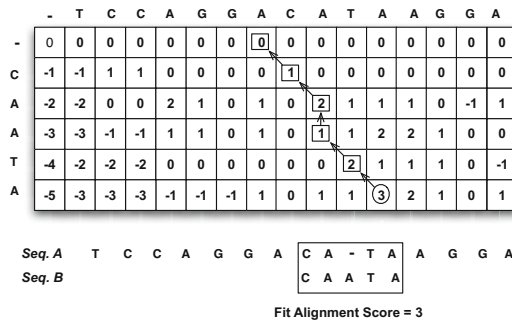 - T C C A G G A C A T A A G G A
- 0 0 0 0 0 0 0 0 0 0 0 0 0 0 0 0
C -1 -1 1 1 0 0 0 0 1 0 0 0 0 0 0 0
A -2 -2 0 0 2 1 0 1 0 2 1 1 1 0 -1 1
A -3 -3 -1 -1 1 1 0 1 0 1 1 2 2 1 0 0
T -4 -2 -2 -2 0 0 0 0 0 0 2 1 1 1 0 -1
A -5 -3 -3 -3 -1 -1 -1 1 0 1 1 3 2 1 0 1
Seq. A T C C A G G A C A - T A A G G A
Seq. B C A A T A
Fit Alignment Score = 3